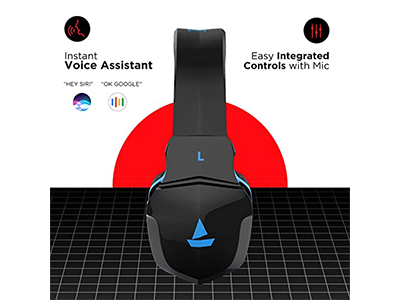 Instant
Voice Assistant
"HEY SIRI"
"OK GOOGLE"
Easy Integrated
Controls with Mic
L